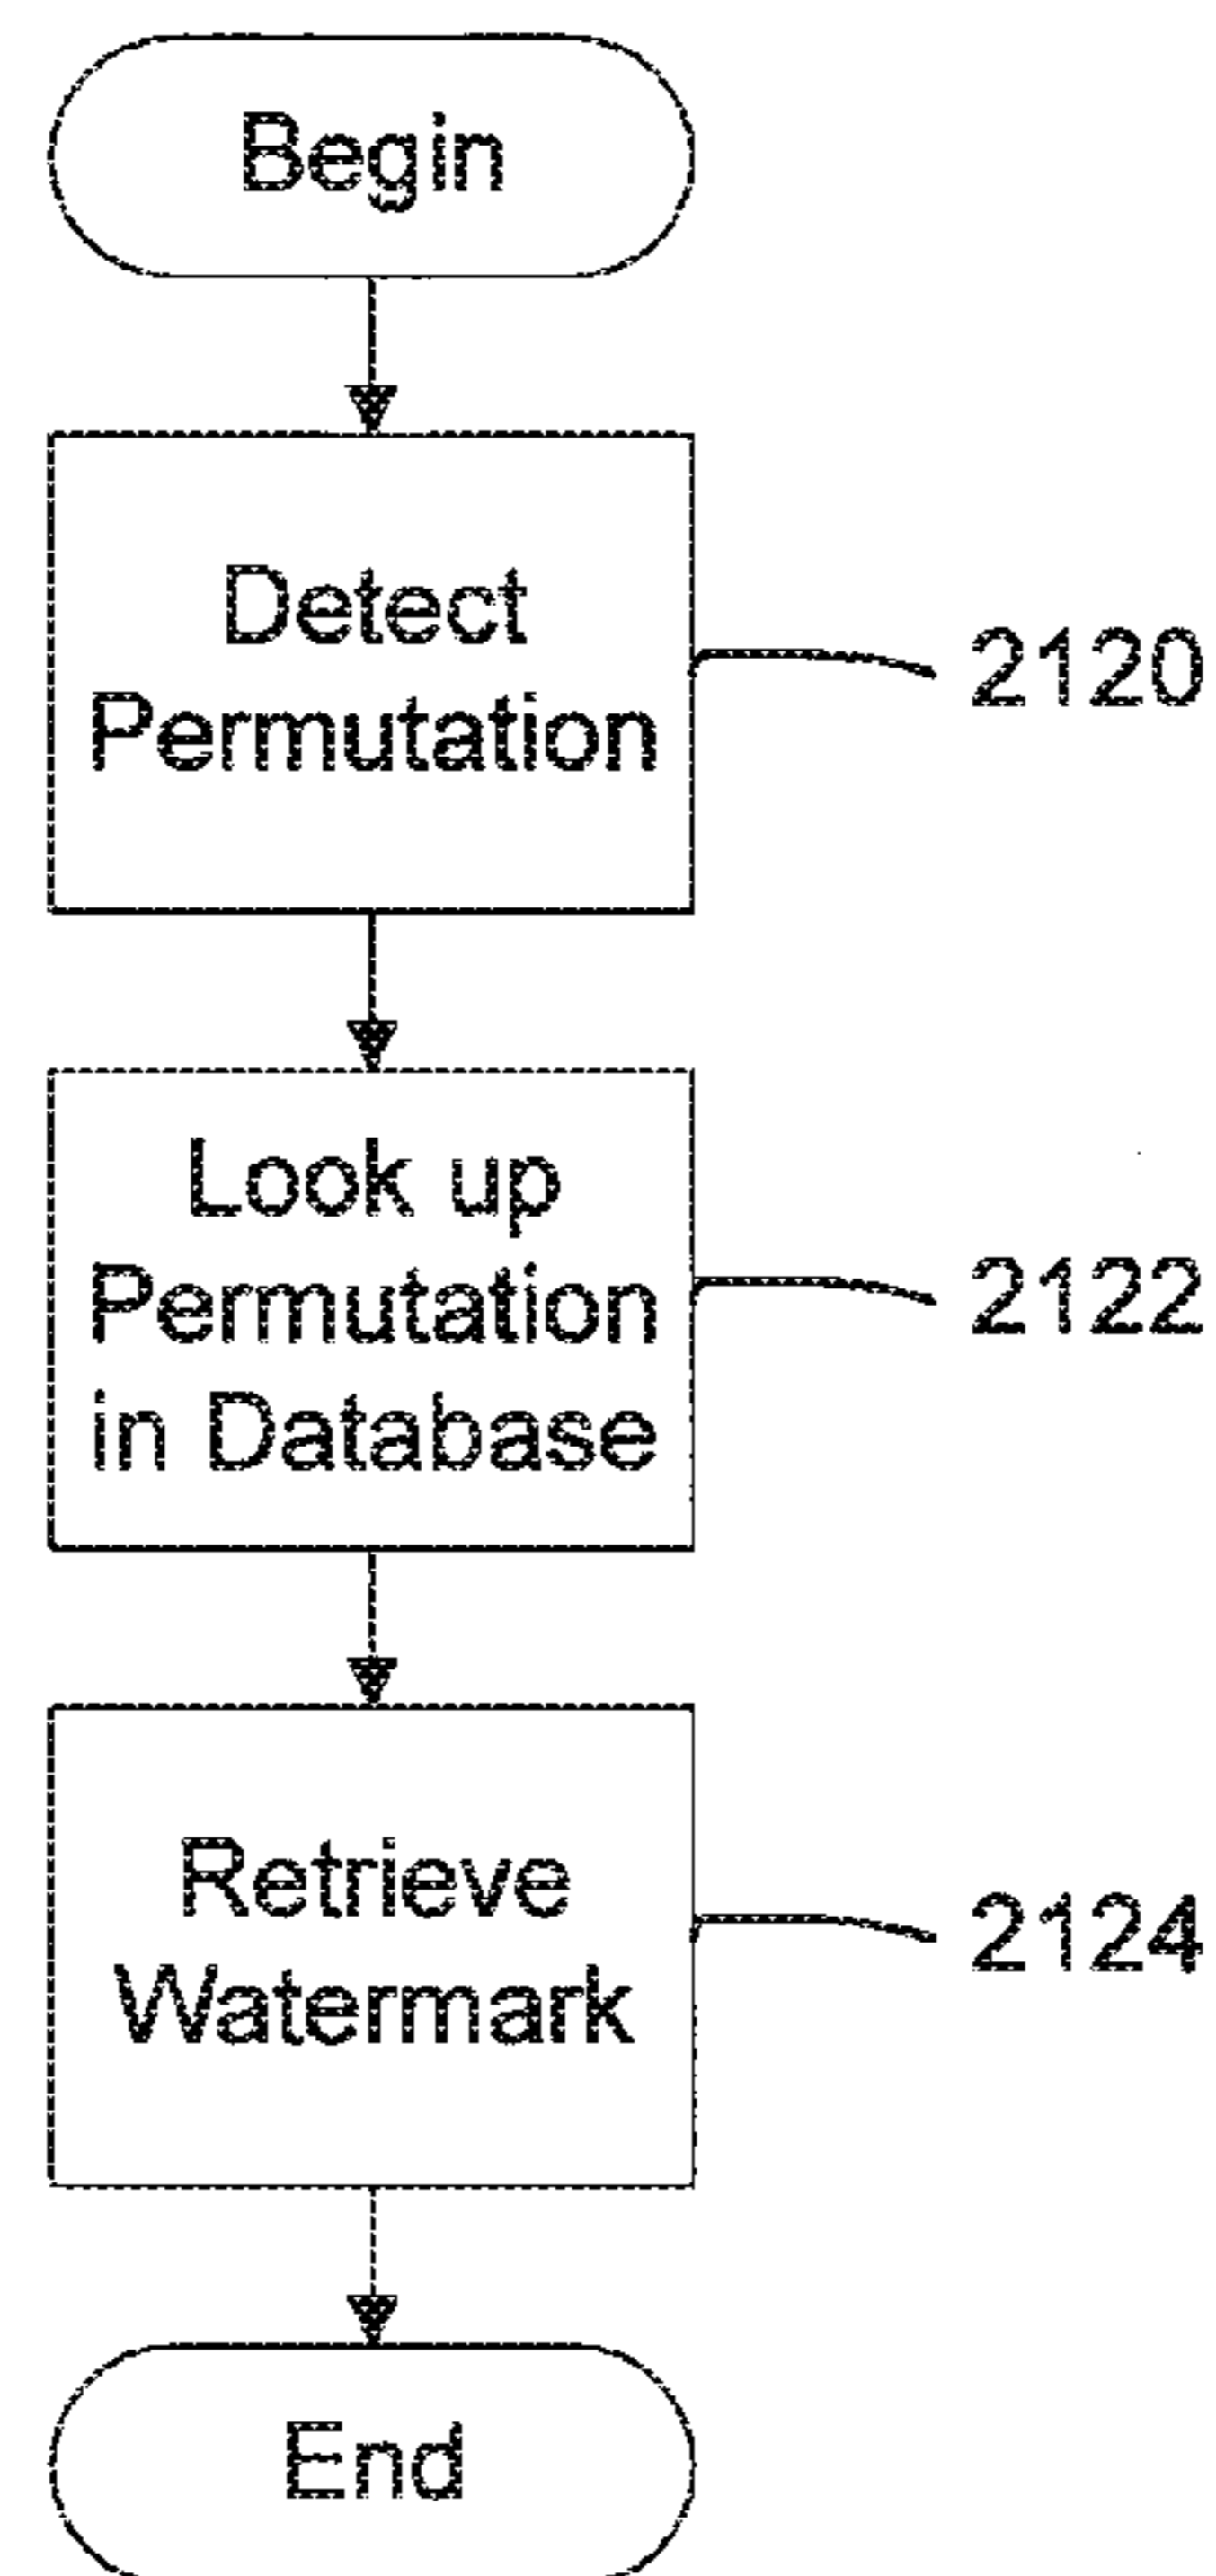 Begin
Detect
Permutation
2120
Look up
Permutation
in Database
2122
Retrieve
Watermark
2124
End